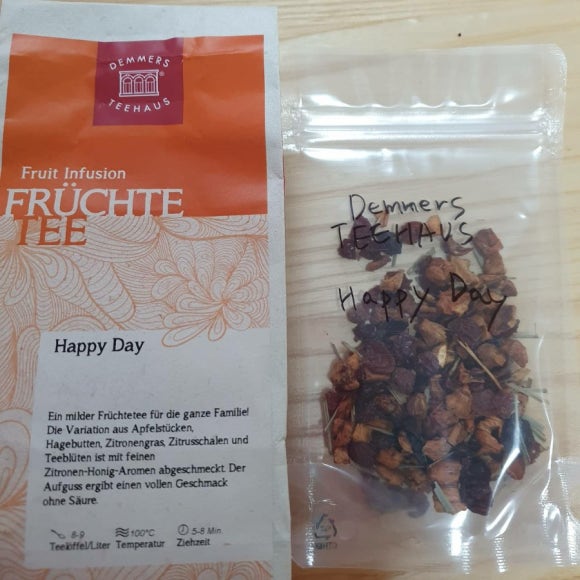 DEMMERS
TEEHAUS
Fruit Infusion
FRÜCHTE
TEE
Happy Day
Ein milder Früchtetee für die ganze Familie!
Die Variation aus Apfelstücken,
Hagebutten, Zitronengras, Zitrusschalen und
Teeblüten ist mit feinen
Zitronen-Honig-Aromen abgeschmeckt. Der
Aufguss ergibt einen vollen Geschmack
ohne Säure.
8-9 100°C 5-8 Min.
Teelöffel/Liter Temperatur Ziehzeit
Demmers
TEEHAUS
Happy Day